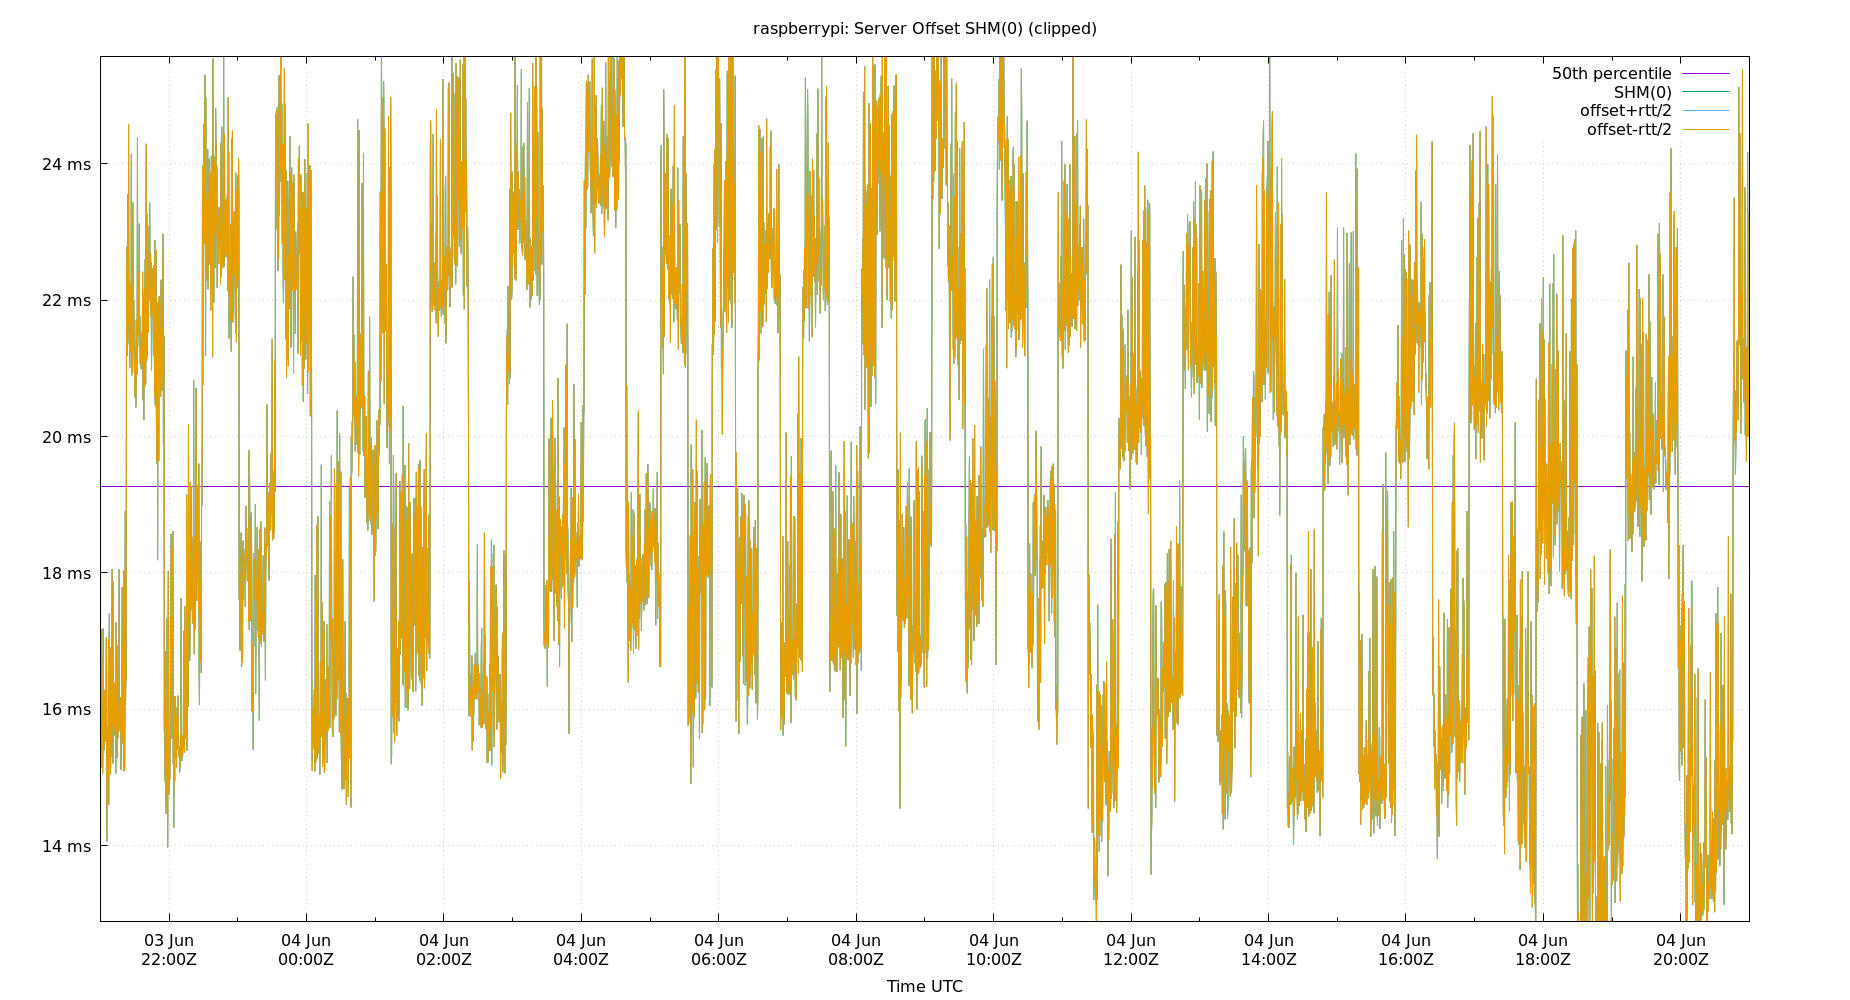 raspberrypi: Server Offset SHM(0) (clipped)
50th percentile
SHM(0)
offset+rtt/2
offset-rtt/2
24 ms
22 ms
20 ms
18 ms
16 ms
14 ms
03 Jun 04 Jun 04 Jun 04 Jun 04 Jun 04 Jun 04 Jun 04 Jun 04 Jun 04 Jun 04 Jun 04 Jun
22:00Z 00:00Z 02:00Z 04:00Z 06:00Z 08:00Z 10:00Z 12:00Z 14:00Z 16:00Z 18:00Z 20:00Z
Time UTC